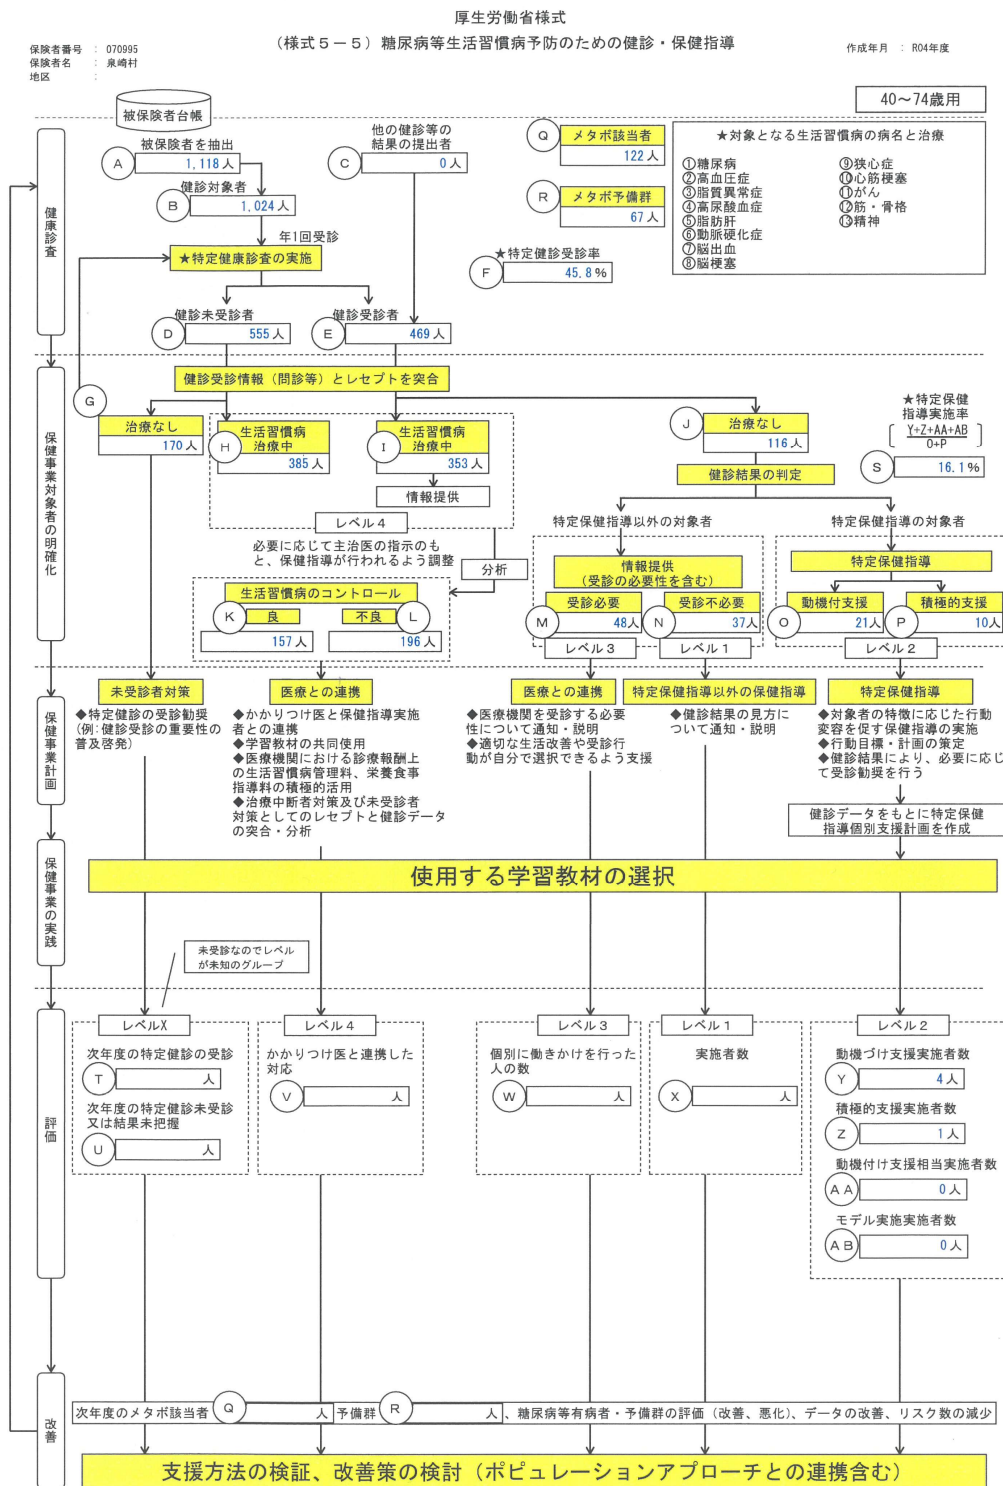 厚生労働省様式
(様式５－５）糖尿病等生活習慣病予防のための健診・保健指導
保険者番号 : 070995
保険者名 : 泉崎村
地区 :
作成年月 : R04年度
40～74歳用
被保険者台帳
健康診査
被保険者を抽出
A 1,118人
健診対象者
B 1,024人
他の健診等の
結果の提出者
C 0人
年1回受診
★特定健康診査の実施
健診未受診者
D 555人
健診受診者
E 469人
Q メタボ該当者
122人
R メタボ予備群
67人
★特定健診受診率
F 45.8%
★対象となる生活習慣病の病名と治療
①糖尿病
②高血圧症
③脂質異常症
④高尿酸血症
⑤脂肪肝
⑥動脈硬化症
⑦脳出血
⑧脳梗塞
⑨狭心症
⑩心筋梗塞
⑪がん
⑫筋・骨格
⑬精神
保健事業対象者の明確化
健診受診情報（問診等）とレセプトを突合
G 治療なし
170人
H 生活習慣病
治療中
385人
I 生活習慣病
治療中
353人
情報提供
レベル４
必要に応じて主治医の指示のも
と、保健指導が行われるよう調整
分析
生活習慣病のコントロール
K 良
157人
不良 L
196人
J 治療なし
116人
健診結果の判定
★特定保健
指導実施率
[Y+Z+AA+AB
O+P]
S 16.1%
特定保健指導以外の対象者
特定保健指導の対象者
情報提供
（受診の必要性を含む）
M 受診必要
48人
N 受診不必要
37人
レベル３
レベル１
特定保健指導
O 動機付支援
21人
P 積極的支援
10人
レベル２
保健事業計画
未受診者対策
◆特定健診の受診勧奨
(例:健診受診の重要性の
普及啓発)
医療との連携
◆かかりつけ医と保健指導実施
者との連携
◆学習教材の共同使用
◆医療機関における診療報酬上
の生活習慣病管理料、栄養食事
指導料の積極的活用
◆治療中断者対策及び未受診者
対策としてのレセプトと健診データ
の突合・分析
医療との連携
◆医療機関を受診する必要
性について通知・説明
◆適切な生活改善や受診行
動が自分で選択できるよう支援
特定保健指導以外の保健指導
◆健診結果の見方に
ついて通知・説明
特定保健指導
◆対象者の特徴に応じた行動
変容を促す保健指導の実施
◆行動目標・計画の策定
◆健診結果により、必要に応じ
て受診勧奨を行う
健診データをもとに特定保健
指導個別支援計画を作成
保健事業の実践
使用する学習教材の選択
未受診なのでレベル
が未知のグループ
評価
レベルX
次年度の特定健診の受診
T 人
次年度の特定健診未受診
又は結果未把握
U 人
レベル４
かかりつけ医と連携した
対応
V 人
レベル３
個別に働きかけを行った
人の数
W 人
レベル１
実施者数
X 人
レベル２
動機づけ支援実施者数
Y 4人
積極的支援実施者数
Z 1人
動機付け支援相当実施者数
AA 0人
モデル実施実施者数
AB 0人
改善
次年度のメタボ該当者 Q 人 予備群 R 人、糖尿病等有病者・予備群の評価（改善、悪化）、データの改善、リスク数の減少
支援方法の検証、改善策の検討（ポピュレーションアプローチとの連携含む）